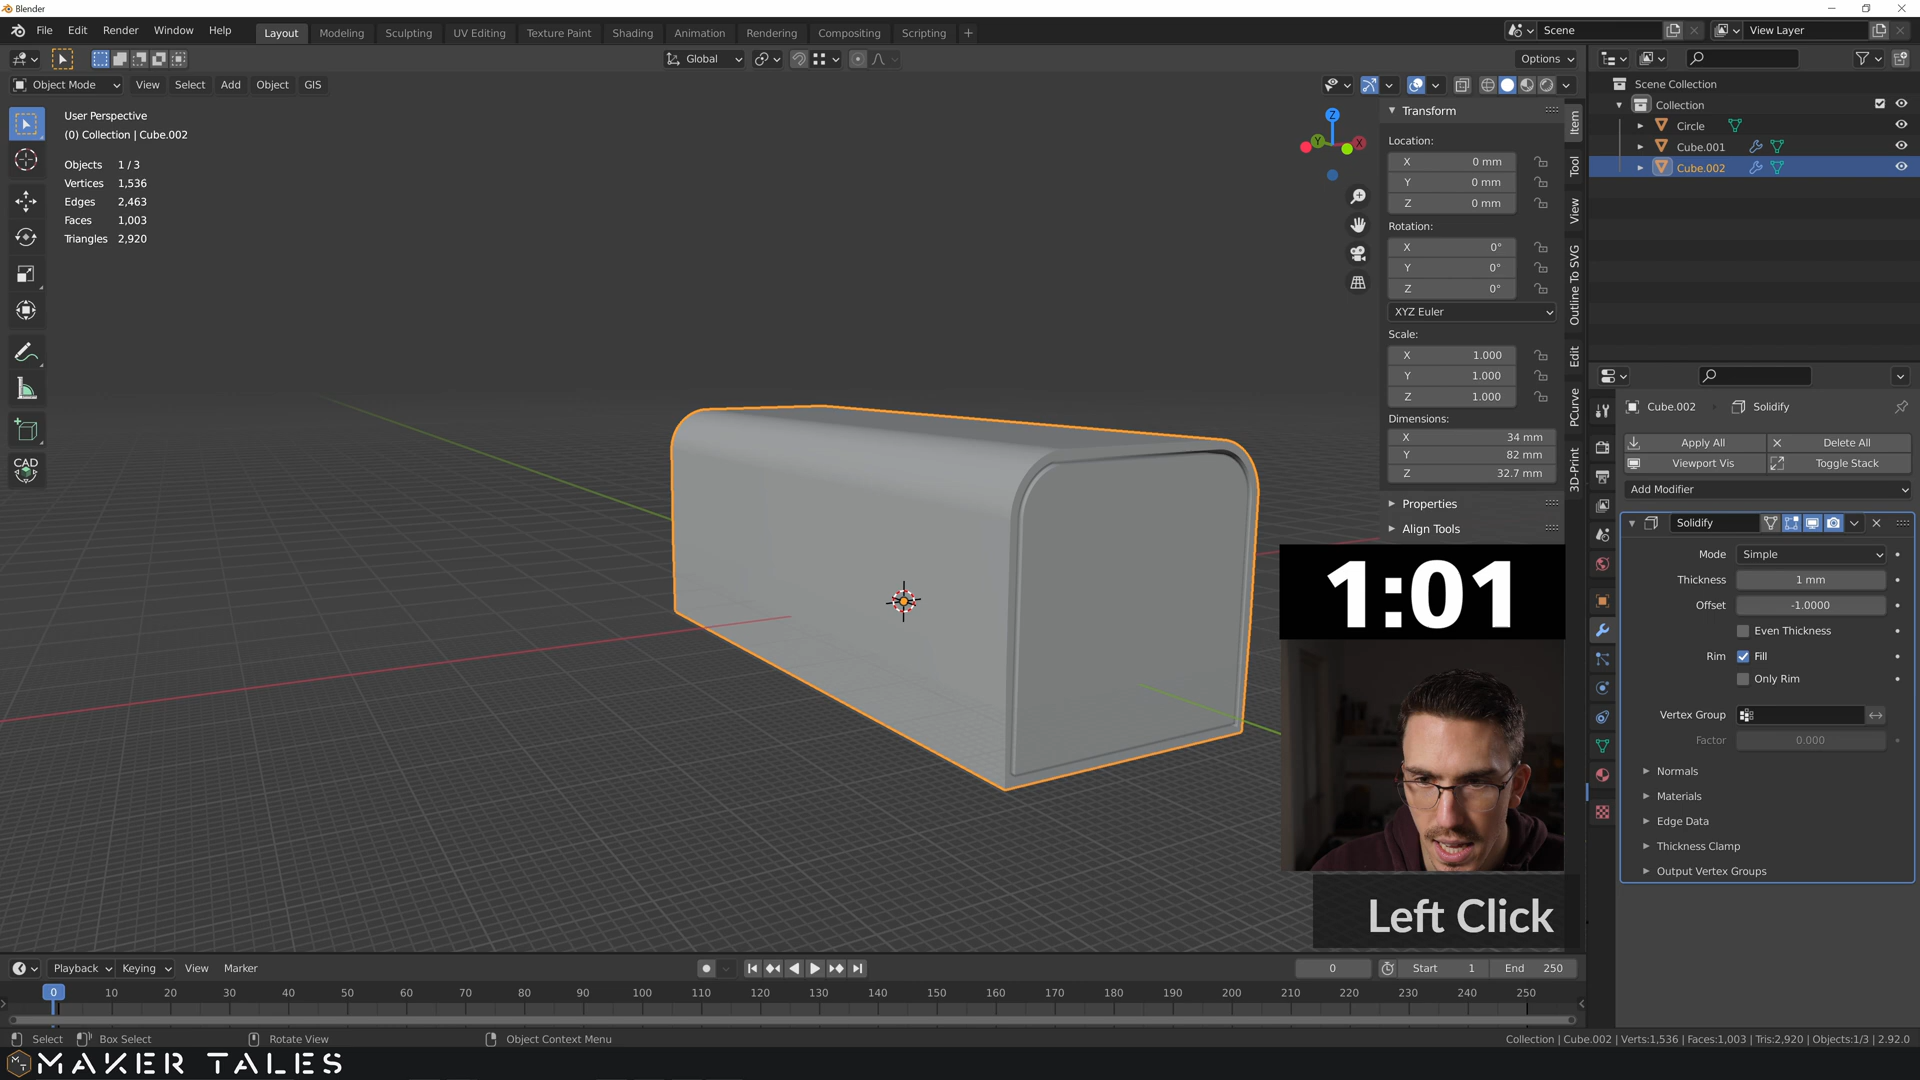 Blender
File Edit Render Window Help
Layout Modeling Sculpting UV Editing Texture Paint Shading Animation Rendering Compositing Scripting +
Scene
View Layer
Global
Options
Object Mode View Select Add Object GIS
User Perspective
(0) Collection | Cube.002
Objects 1 / 3
Vertices 1,536
Edges 2,463
Faces 1,003
Triangles 2,920
CAD
Z
Y
X
Transform
Location:
X 0 mm
Y 0 mm
Z 0 mm
Rotation:
X 0°
Y 0°
Z 0°
XYZ Euler
Scale:
X 1.000
Y 1.000
Z 1.000
Dimensions:
X 34 mm
Y 82 mm
Z 32.7 mm
Properties
Align Tools
Item
Tool
View
Outline To SVG
Edit
PCurve
3D-Print
Scene Collection
Collection
Circle
Cube.001
Cube.002
Cube.002 Solidify
Apply All Delete All
Viewport Vis Toggle Stack
Add Modifier
Solidify
Mode Simple
Thickness 1 mm
Offset -1.0000
Even Thickness
Rim Fill
Only Rim
Vertex Group
Factor 0.000
Normals
Materials
Edge Data
Thickness Clamp
Output Vertex Groups
1:01
Left Click
Playback Keying View Marker
0 Start 1 End 250
0 10 20 30 40 50 60 70 80 90 100 110 120 130 140 150 160 170 180 190 200 210 220 230 240 250
Select Box Select Rotate View Object Context Menu
Collection | Cube.002 | Verts:1,536 | Faces:1,003 | Tris:2,920 | Objects:1/3 | 2.92.0
MT MAKER TALES